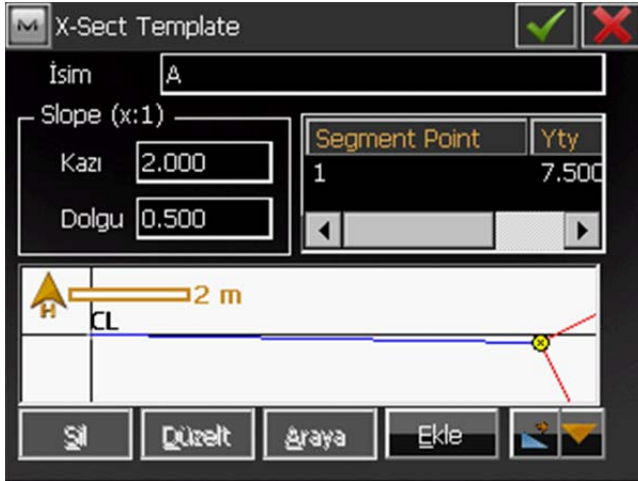 X-Sect Template
İsim A
Slope (x:1)
Kazı 2.000
Dolgu 0.500
Segment Point Yty
1 7.500
H
2 m
CL
Sil Düzelt Araya Ekle